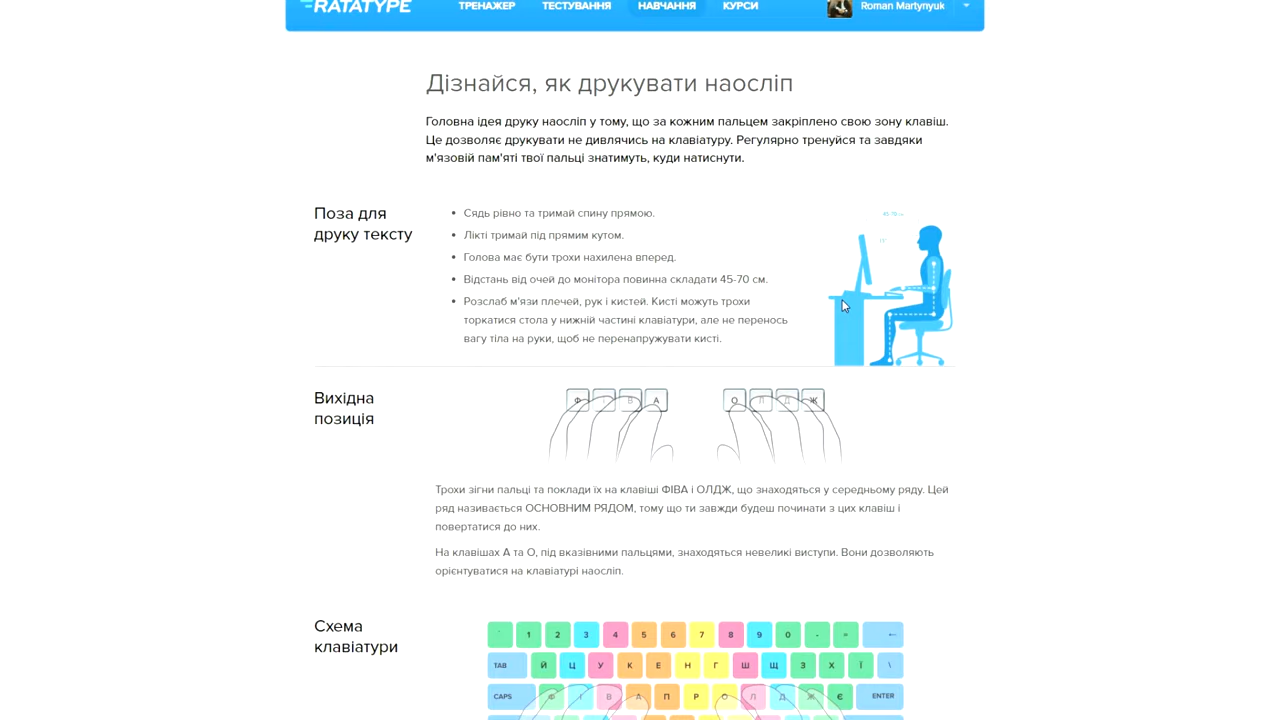 RATATYPE
ТРЕНАЖЕР ТЕСТУВАННЯ НАВЧАННЯ КУРСИ Roman Martynyuk
Дізнайся, як друкувати наосліп
Головна ідея друку наосліп у тому, що за кожним пальцем закріплено свою зону клавіш.
Це дозволяє друкувати не дивлячись на клавіатуру. Регулярно тренуйся та завдяки
м'язовій пам'яті твої пальці знатимуть, куди натиснути.
Поза для
друку тексту
• Сядь рівно та тримай спину прямою.
• Лікті тримай під прямим кутом.
• Голова має бути трохи нахилена вперед.
• Відстань від очей до монітора повинна складати 45-70 см.
• Розслаб м'язи плечей, рук і кистей. Кисті можуть трохи
торкатися стола у нижній частині клавіатури, але не перенось
вагу тіла на руки, щоб не перенапружувати кисті.
Вихідна
позиція
Ф І В А О Л Д Ж
Трохи зігни пальці та поклади їх на клавіші ФІВА і ОЛДЖ, що знаходяться у середньому ряду. Цей
ряд називається ОСНОВНИМ РЯДОМ, тому що ти завжди будеш починати з цих клавіш і
повертатися до них.
На клавішах А та О, під вказівними пальцями, знаходяться невеликі виступи. Вони дозволяють
орієнтуватися на клавіатурі наосліп.
Схема
клавіатури
1 2 3 4 5 6 7 8 9 0 - = ←
TAB Й Ц У К Е Н Г Ш Щ З Х Ї \
CAPS Ф І В А П Р О Л Д Ж Є ENTER